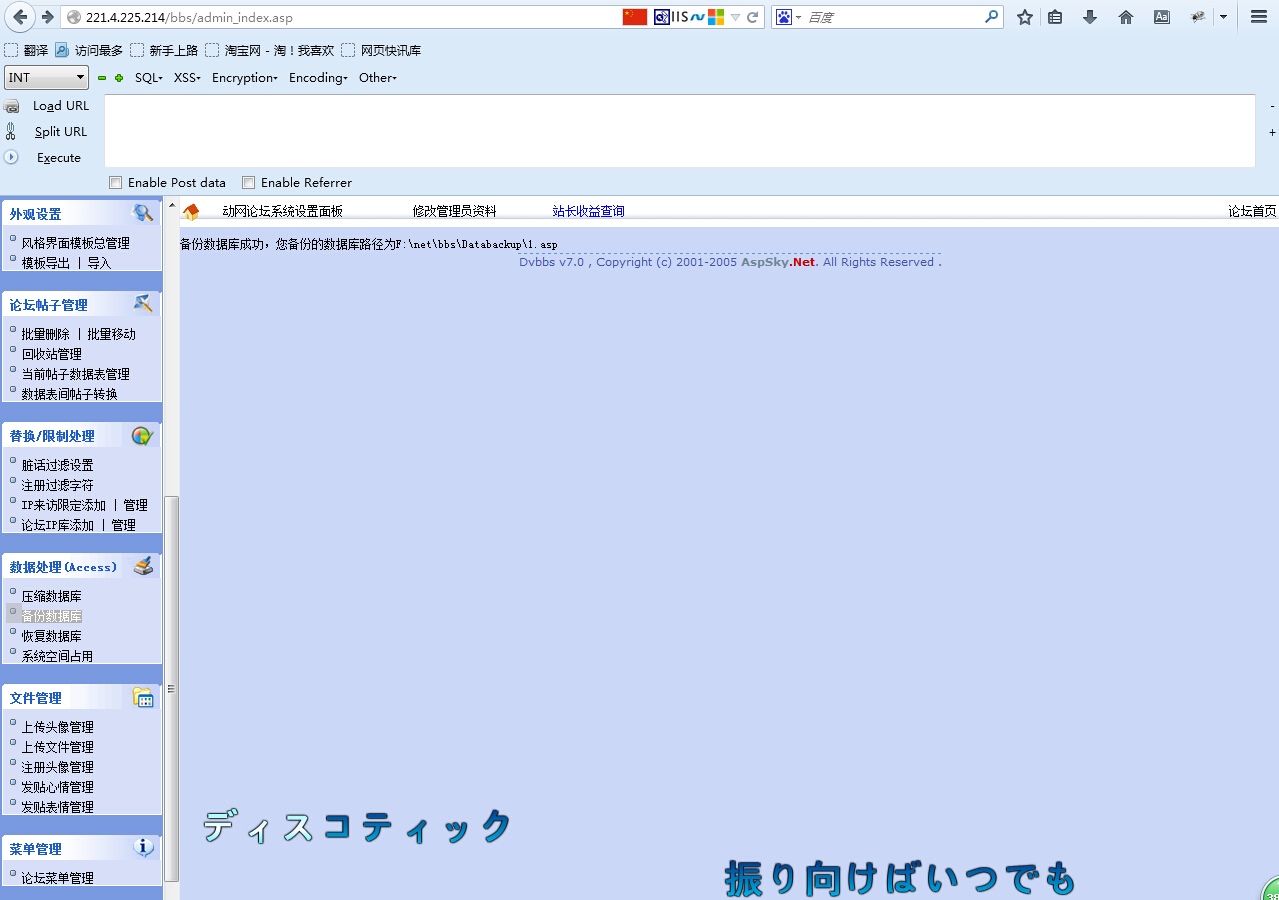 221.4.225.214/bbs/admin_index.asp
IIS
百度
翻译 访问最多 新手上路 淘宝网 - 淘！我喜欢 网页快讯库
INT SQL XSS Encryption Encoding Other
Load URL
Split URL
Execute
-
+
Enable Post data Enable Referrer
动网论坛系统设置面板 修改管理员资料 站长收益查询 论坛首页
备份数据库成功，您备份的数据库路径为F:\net\bbs\Databackup\1.asp
Dvbbs v7.0 , Copyright (c) 2001-2005 AspSky.Net. All Rights Reserved .
外观设置
风格界面模板总管理
模板导出 | 导入
论坛帖子管理
批量删除 | 批量移动
回收站管理
当前帖子数据表管理
数据表间帖子转换
替换/限制处理
脏话过滤设置
注册过滤字符
IP来访限定添加 | 管理
论坛IP库添加 | 管理
数据处理(Access)
压缩数据库
备份数据库
恢复数据库
系统空间占用
文件管理
上传头像管理
上传文件管理
注册头像管理
发贴心情管理
发贴表情管理
菜单管理
论坛菜单管理
ディスコティック
振り向けばいつでも